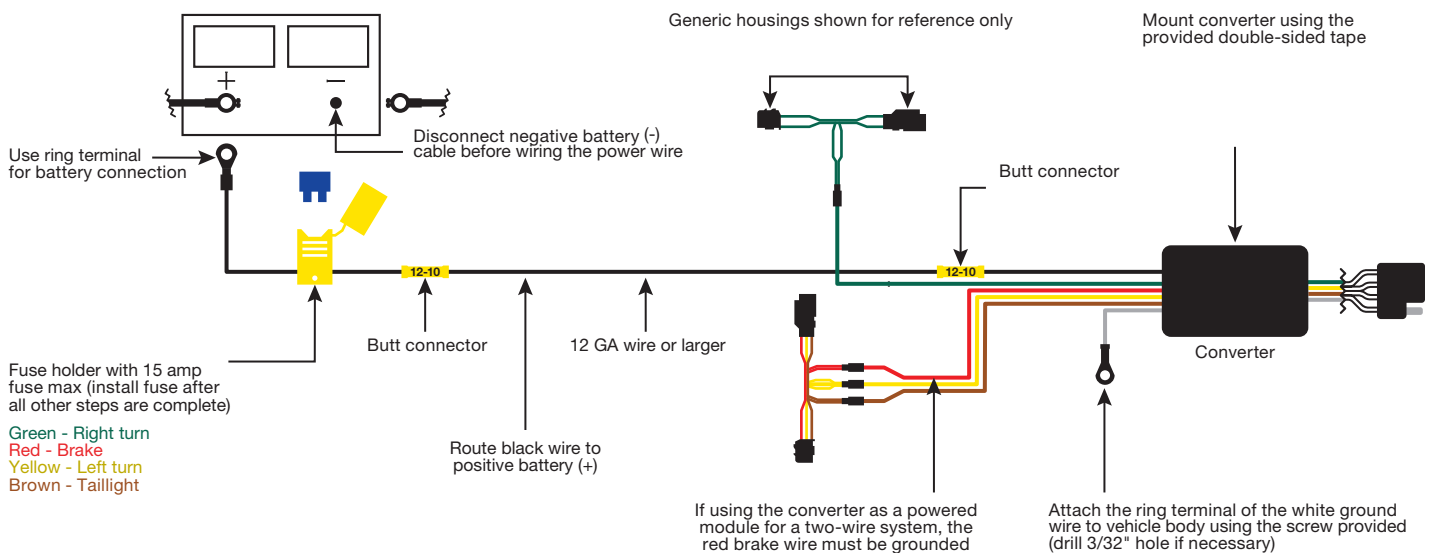 Generic housings shown for reference only
Mount converter using the
provided double-sided tape
+
−
Disconnect negative battery (-)
cable before wiring the power wire
Use ring terminal
for battery connection
Butt connector
12-10
12-10
Butt connector
12 GA wire or larger
Converter
Fuse holder with 15 amp
fuse max (install fuse after
all other steps are complete)
Green - Right turn
Red - Brake
Yellow - Left turn
Brown - Taillight
Route black wire to
positive battery (+)
If using the converter as a powered
module for a two-wire system, the
red brake wire must be grounded
Attach the ring terminal of the white ground
wire to vehicle body using the screw provided
(drill 3/32" hole if necessary)